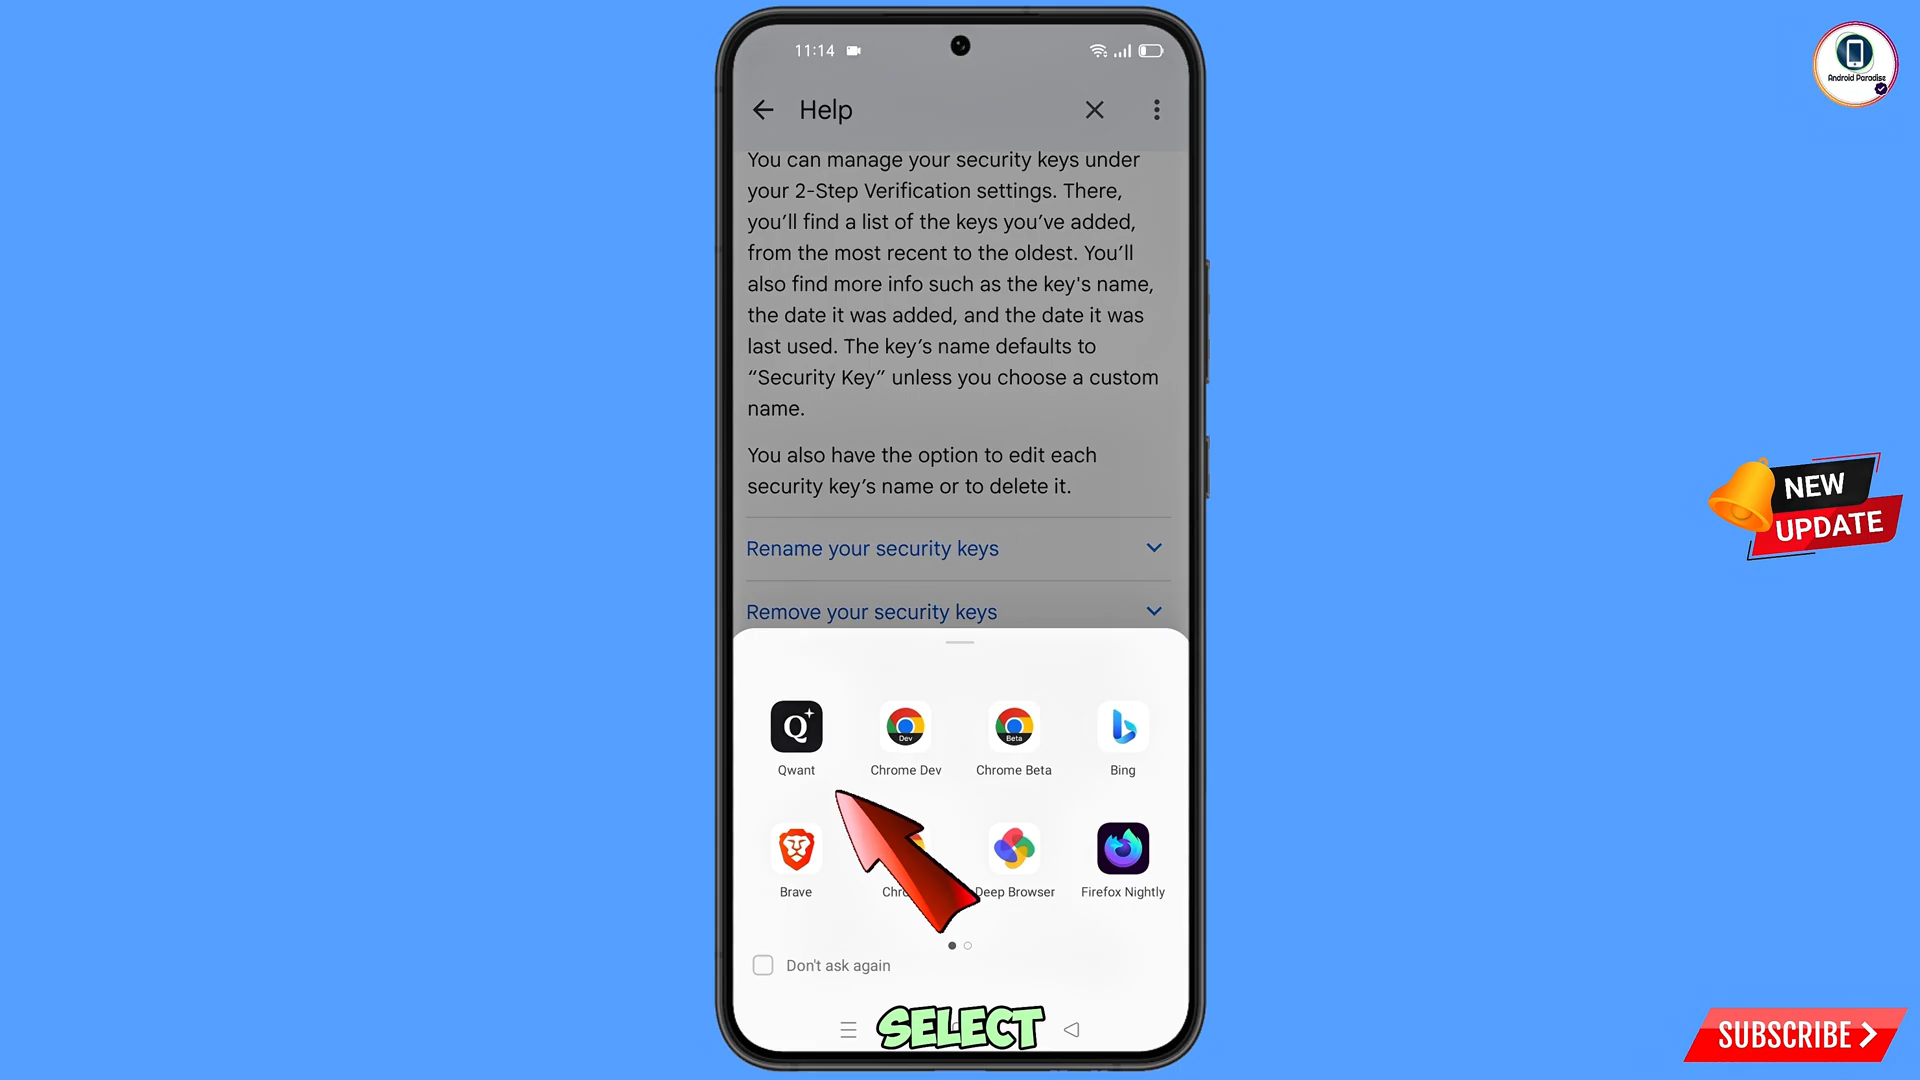 11:14
Android Paradise
Help
You can manage your security keys under
your 2-Step Verification settings. There,
you'll find a list of the keys you've added,
from the most recent to the oldest. You'll
also find more info such as the key's name,
the date it was added, and the date it was
last used. The key's name defaults to
“Security Key” unless you choose a custom
name.
You also have the option to edit each
security key's name or to delete it.
NEW
UPDATE
Rename your security keys
Remove your security keys
Qwant
Dev
Chrome Dev
Beta
Chrome Beta
Bing
Brave
Deep Browser
Firefox Nightly
Don't ask again
SELECT
SUBSCRIBE